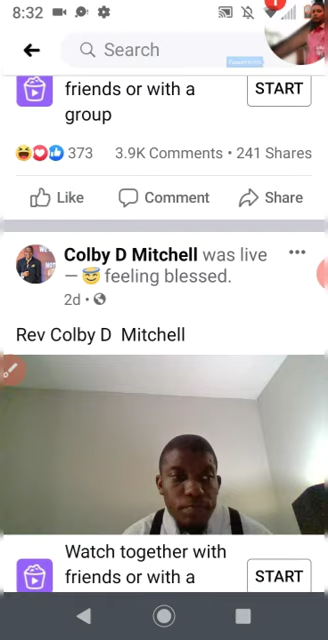 8:32
1
Search
friends or with a
group
START
373 3.9K Comments • 241 Shares
Like Comment Share
Colby D Mitchell was live
— feeling blessed.
2d •
Rev Colby D Mitchell
Watch together with
friends or with a
START